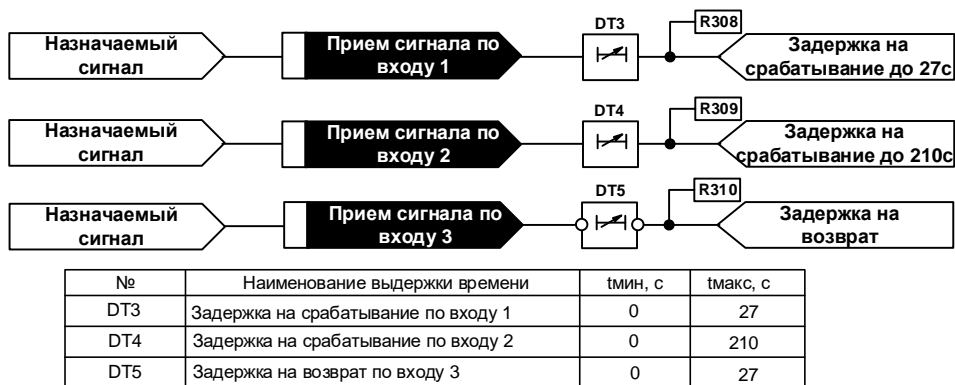 DT3
R308
Назначаемый
сигнал
Прием сигнала по
входу 1
Задержка на
срабатывание до 27с
DT4
R309
Назначаемый
сигнал
Прием сигнала по
входу 2
Задержка на
срабатывание до 210с
DT5
R310
Назначаемый
сигнал
Прием сигнала по
входу 3
Задержка на
возврат
№ Наименование выдержки времени tмин, с tмакс, с
DT3 Задержка на срабатывание по входу 1 0 27
DT4 Задержка на срабатывание по входу 2 0 210
DT5 Задержка на возврат по входу 3 0 27